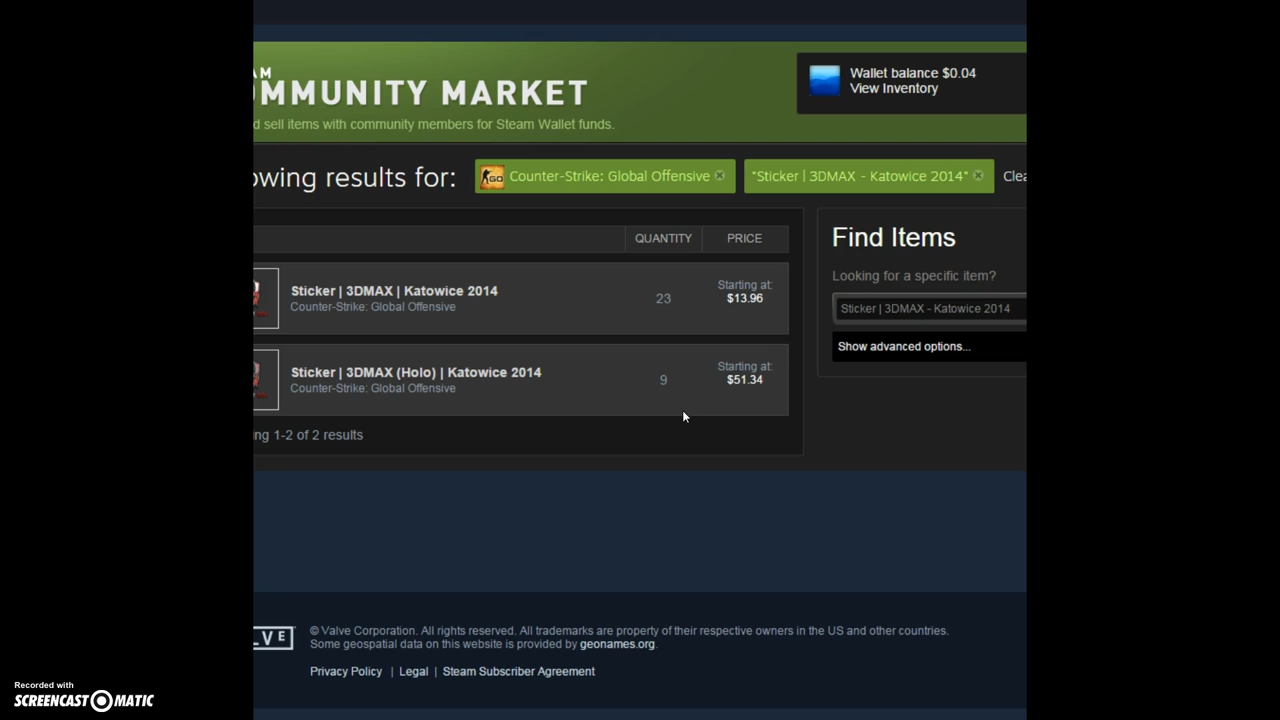 AM
OMMUNITY MARKET
d sell items with community members for Steam Wallet funds.
Wallet balance $0.04
View Inventory
owing results for:
GO Counter-Strike: Global Offensive
"Sticker | 3DMAX - Katowice 2014"
Clea
QUANTITY
PRICE
Sticker | 3DMAX | Katowice 2014
Counter-Strike: Global Offensive
23
Starting at:
$13.96
Sticker | 3DMAX (Holo) | Katowice 2014
Counter-Strike: Global Offensive
9
Starting at:
$51.34
ng 1-2 of 2 results
Find Items
Looking for a specific item?
Sticker | 3DMAX - Katowice 2014
Show advanced options...
LVE
© Valve Corporation. All rights reserved. All trademarks are property of their respective owners in the US and other countries.
Some geospatial data on this website is provided by geonames.org.
Privacy Policy | Legal | Steam Subscriber Agreement
Recorded with
SCREENCAST MATIC